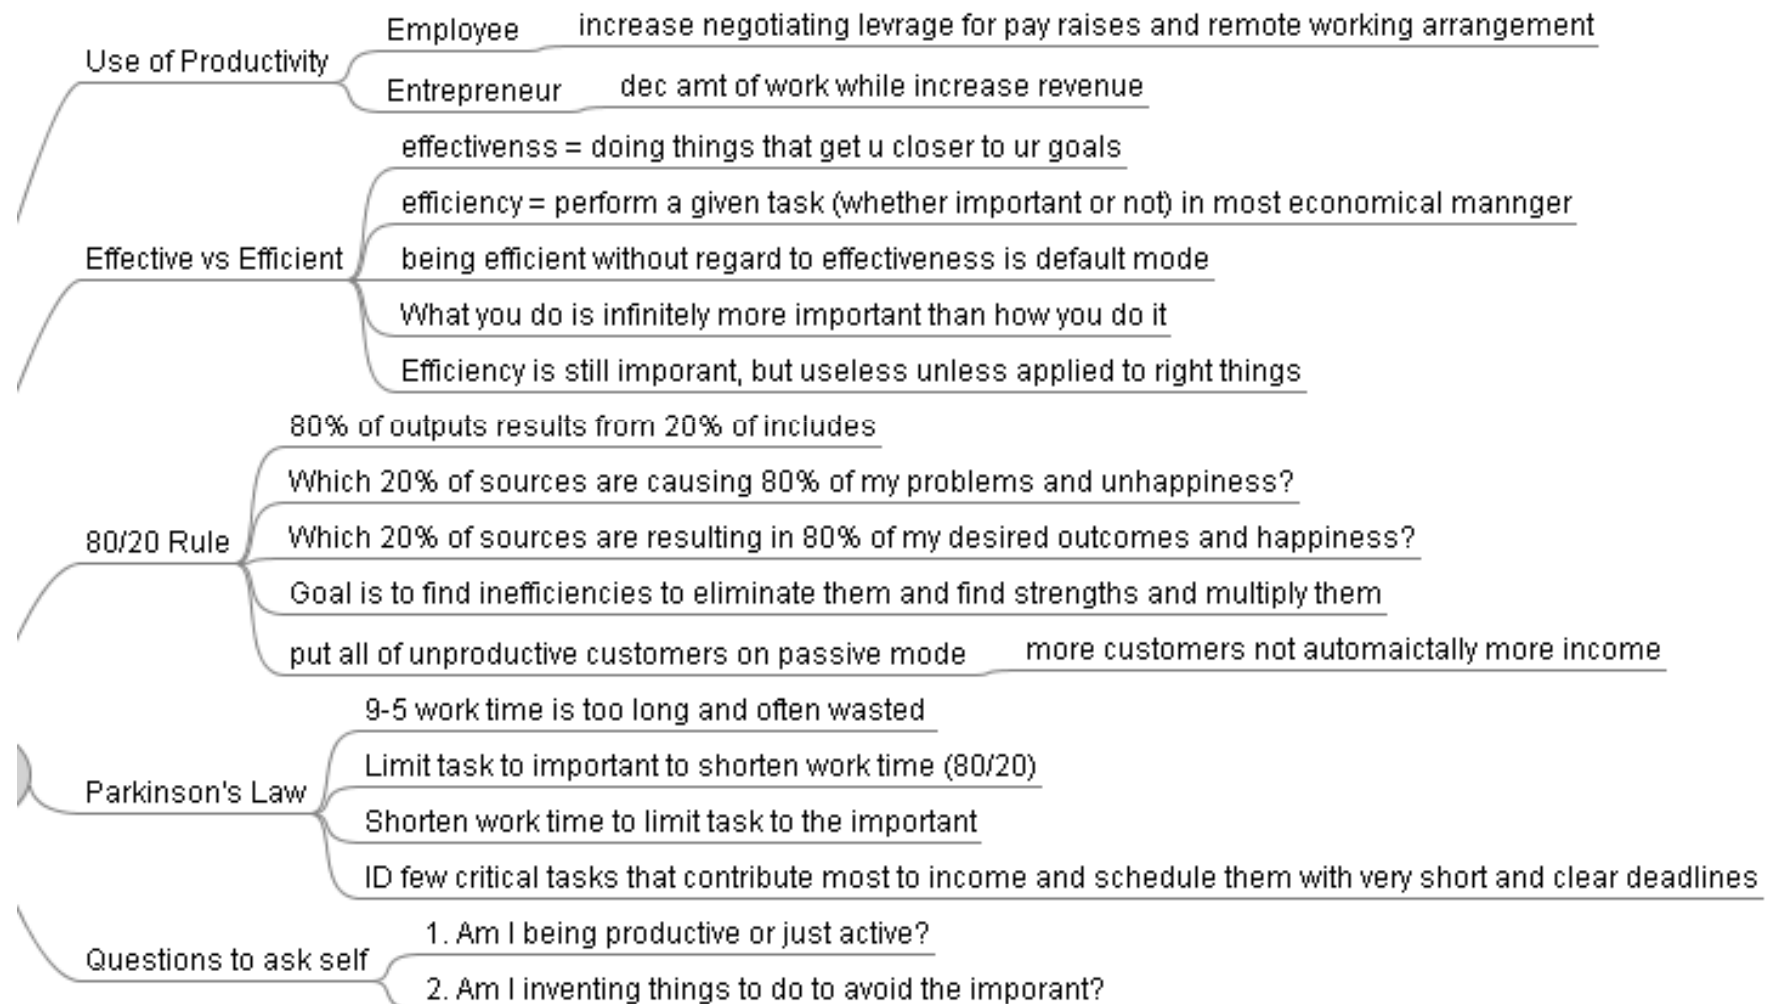 Use of Productivity
Employee
increase negotiating levrage for pay raises and remote working arrangement
Entrepreneur
dec amt of work while increase revenue
Effective vs Efficient
effectivenss = doing things that get u closer to ur goals
efficiency = perform a given task (whether important or not) in most economical mannger
being efficient without regard to effectiveness is default mode
What you do is infinitely more important than how you do it
Efficiency is still imporant, but useless unless applied to right things
80/20 Rule
80% of outputs results from 20% of includes
Which 20% of sources are causing 80% of my problems and unhappiness?
Which 20% of sources are resulting in 80% of my desired outcomes and happiness?
Goal is to find inefficiencies to eliminate them and find strengths and multiply them
put all of unproductive customers on passive mode
more customers not automaictally more income
Parkinson's Law
9-5 work time is too long and often wasted
Limit task to important to shorten work time (80/20)
Shorten work time to limit task to the important
ID few critical tasks that contribute most to income and schedule them with very short and clear deadlines
Questions to ask self
1. Am I being productive or just active?
2. Am I inventing things to do to avoid the imporant?